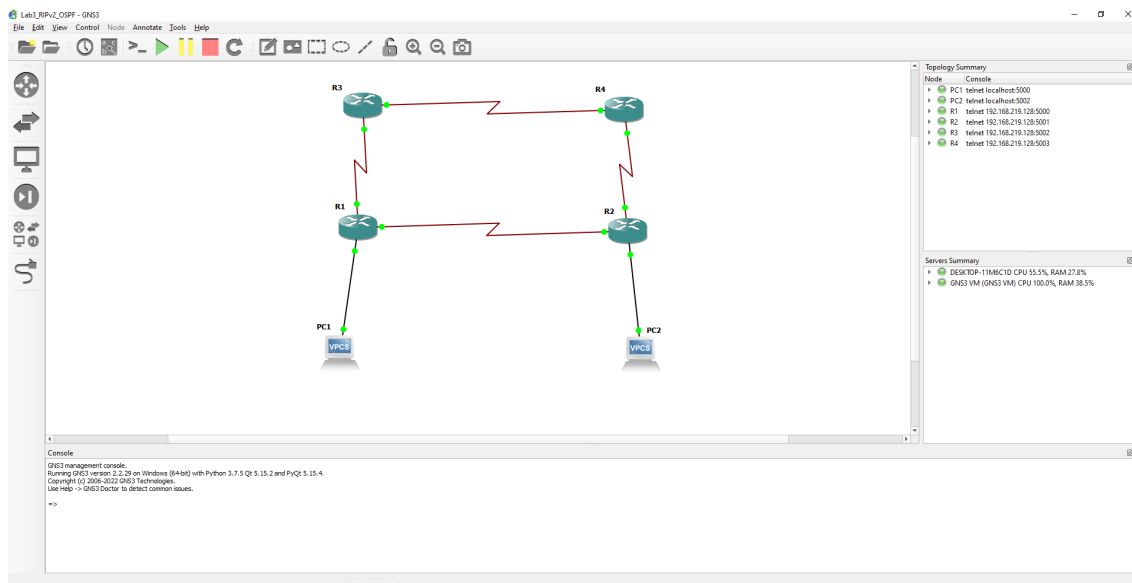 Lab3_RIPv2_OSPF - GNS3
File Edit View Control Node Annotate Tools Help
R3
R4
R1
R2
PC1
VPCS
PC2
VPCS
Topology Summary
Node Console
PC1 telnet localhost:5000
PC2 telnet localhost:5002
R1 telnet 192.168.219.128:5000
R2 telnet 192.168.219.128:5001
R3 telnet 192.168.219.128:5002
R4 telnet 192.168.219.128:5003
Servers Summary
DESKTOP-11M6C1D CPU 55.5%, RAM 27.8%
GNS3 VM (GNS3 VM) CPU 100.0%, RAM 38.5%
Console
GNS3 management console.
Running GNS3 version 2.2.29 on Windows (64-bit) with Python 3.7.5 Qt 5.15.2 and PyQt 5.15.4.
Copyright (c) 2006-2022 GNS3 Technologies.
Use Help -> GNS3 Doctor to detect common issues.
=>